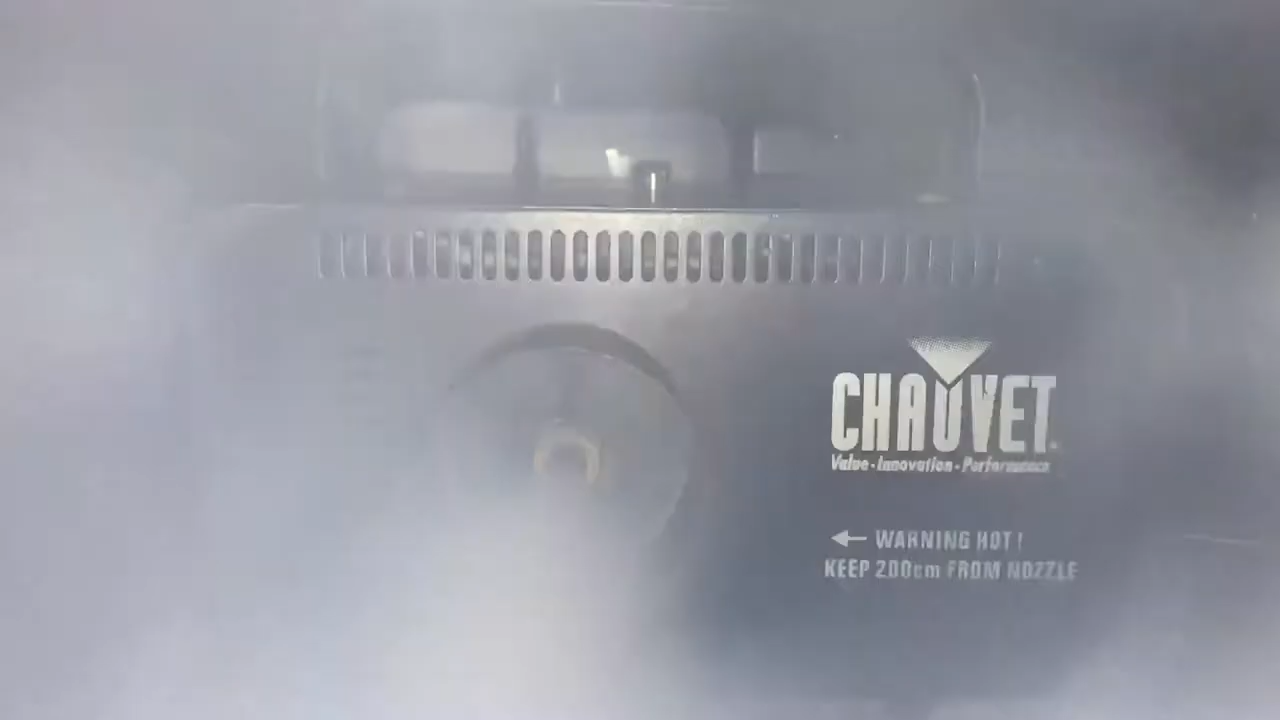 CHAUVET
Value · Innovation · Performance
WARNING HOT!
KEEP 200cm FROM NOZZLE